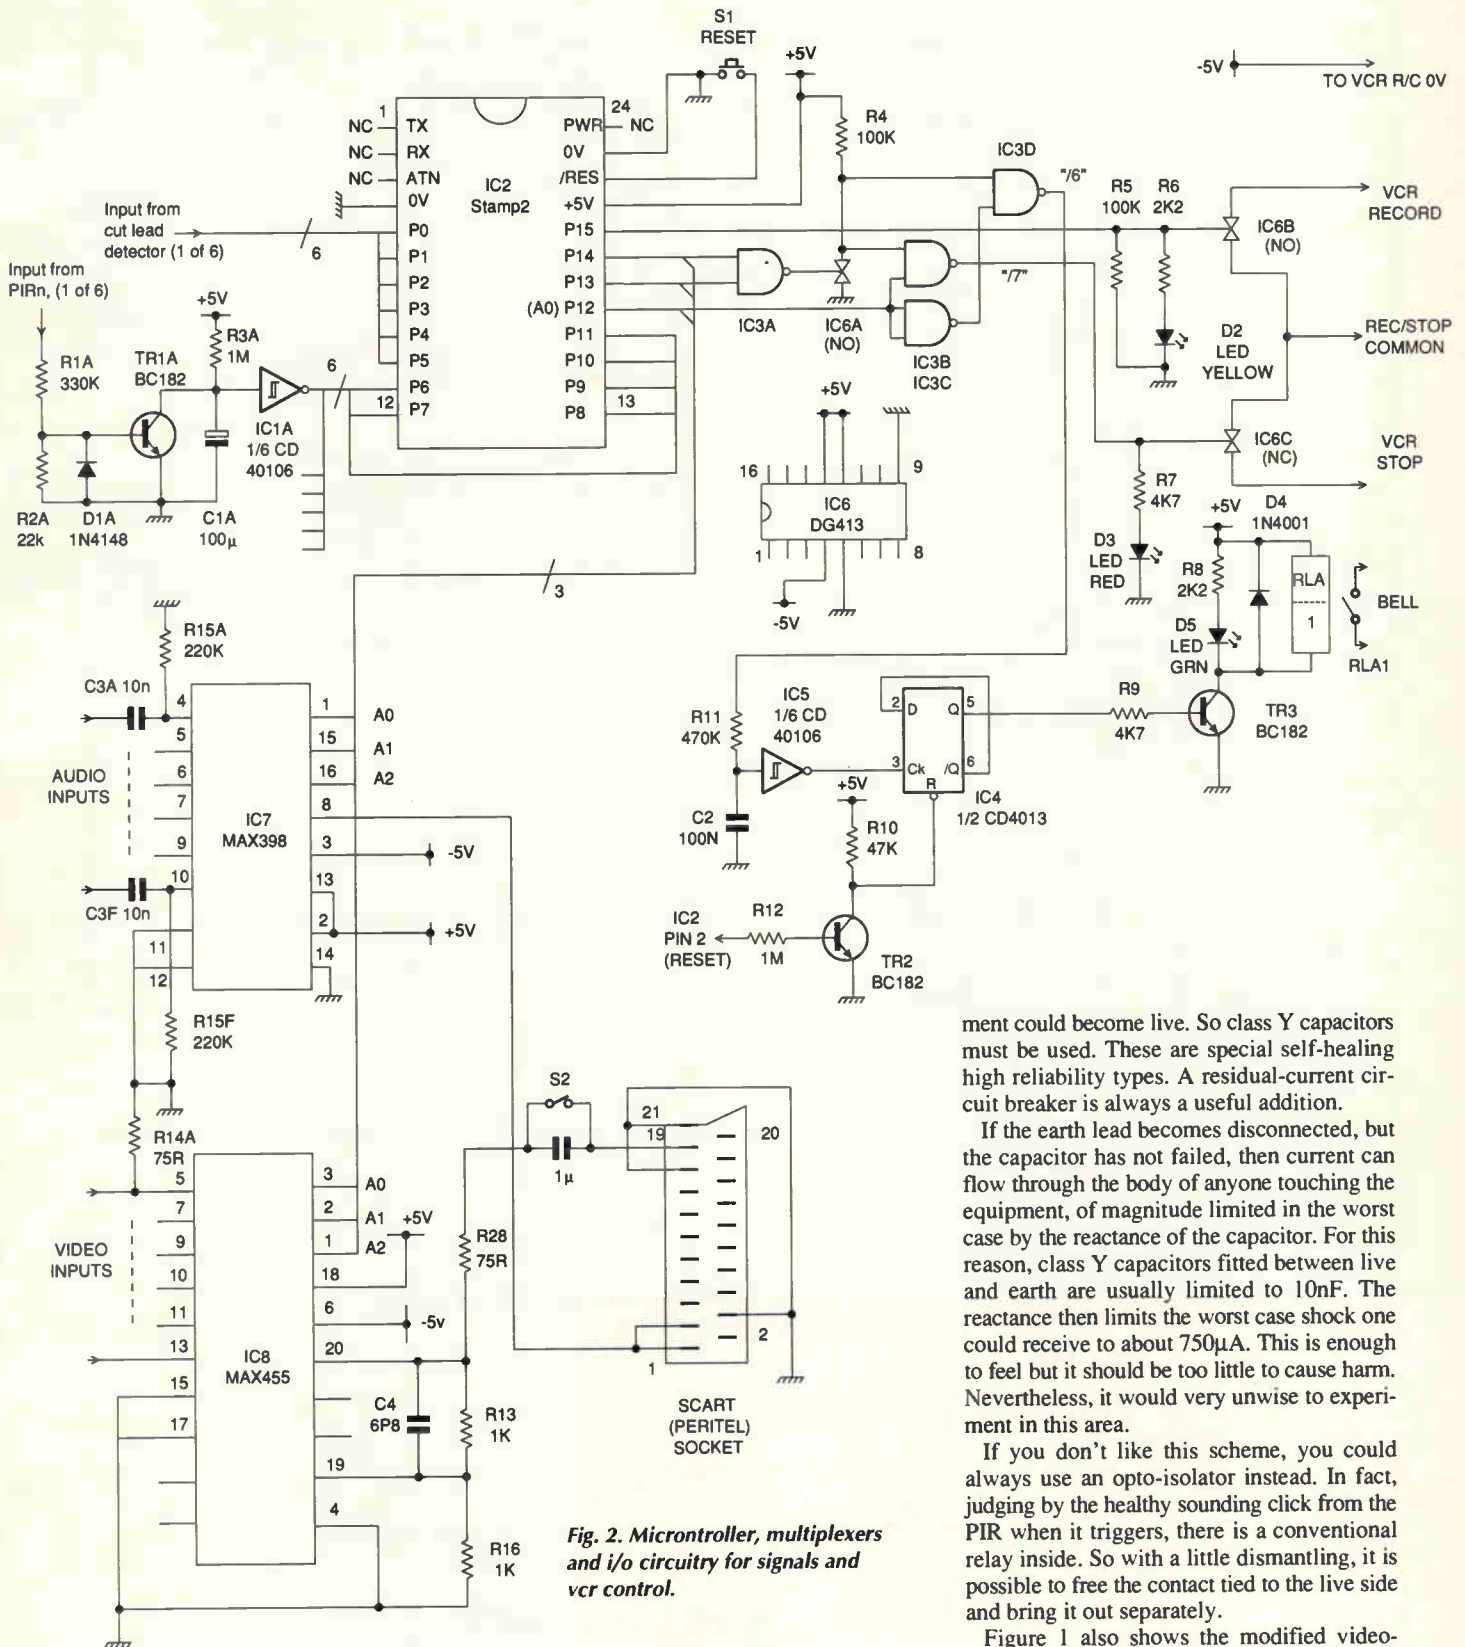 S1
RESET
+5V
-5V
TO VCR R/C 0V
1
24
NC
TX
PWR
NC
NC
RX
0V
NC
ATN
/RES
IC2
Stamp2
0V
+5V
P0
P15
P1
P14
P2
P13
P3
(A0) P12
P4
P11
P5
P10
P6
P9
P7
P8
12
13
Input from
cut lead
detector (1 of 6)
6
Input from
PIRn, (1 of 6)
+5V
R3A
1M
R1A
330K
TR1A
BC182
6
IC1A
1/6 CD
40106
R2A
22k
D1A
1N4148
C1A
100µ
R4
100K
IC3D
"/6"
IC3A
IC6A
(NO)
"/7"
IC3B
IC3C
R5
100K
R6
2K2
D2
LED
YELLOW
IC6B
(NO)
VCR
RECORD
REC/STOP
COMMON
IC6C
(NC)
VCR
STOP
+5V
16
9
IC6
DG413
1
8
-5V
R7
4K7
D3
LED
RED
+5V
D4
1N4001
R8
2K2
D5
LED
GRN
RLA
1
BELL
RLA1
3
R15A
220K
C3A 10n
4
5
6
7
9
10
AUDIO
INPUTS
C3F 10n
11
12
IC7
MAX398
1
A0
15
A1
16
A2
8
3
-5V
13
2
+5V
14
R15F
220K
R11
470K
IC5
1/6 CD
40106
C2
100N
2
D
Q
5
3
Ck
/Q
6
R
IC4
1/2 CD4013
+5V
R10
47K
R9
4K7
TR3
BC182
IC2
PIN 2
(RESET)
R12
1M
TR2
BC182
R14A
75R
5
7
9
10
11
13
15
17
VIDEO
INPUTS
IC8
MAX455
3
A0
2
A1
+5V
1
A2
18
6
-5v
20
19
4
C4
6P8
R28
75R
R13
1K
R16
1K
S2
1µ
21
19
20
2
1
SCART
(PERITEL)
SOCKET
Fig. 2. Microntroller, multiplexers
and i/o circuitry for signals and
vcr control.
ment could become live. So class Y capacitors
must be used. These are special self-healing
high reliability types. A residual-current cir-
cuit breaker is always a useful addition.
If the earth lead becomes disconnected, but
the capacitor has not failed, then current can
flow through the body of anyone touching the
equipment, of magnitude limited in the worst
case by the reactance of the capacitor. For this
reason, class Y capacitors fitted between live
and earth are usually limited to 10nF. The
reactance then limits the worst case shock one
could receive to about 750µA. This is enough
to feel but it should be too little to cause harm.
Nevertheless, it would very unwise to experi-
ment in this area.
If you don't like this scheme, you could
always use an opto-isolator instead. In fact,
judging by the healthy sounding click from the
PIR when it triggers, there is a conventional
relay inside. So with a little dismantling, it is
possible to free the contact tied to the live side
and bring it out separately.
Figure 1 also shows the modified video-